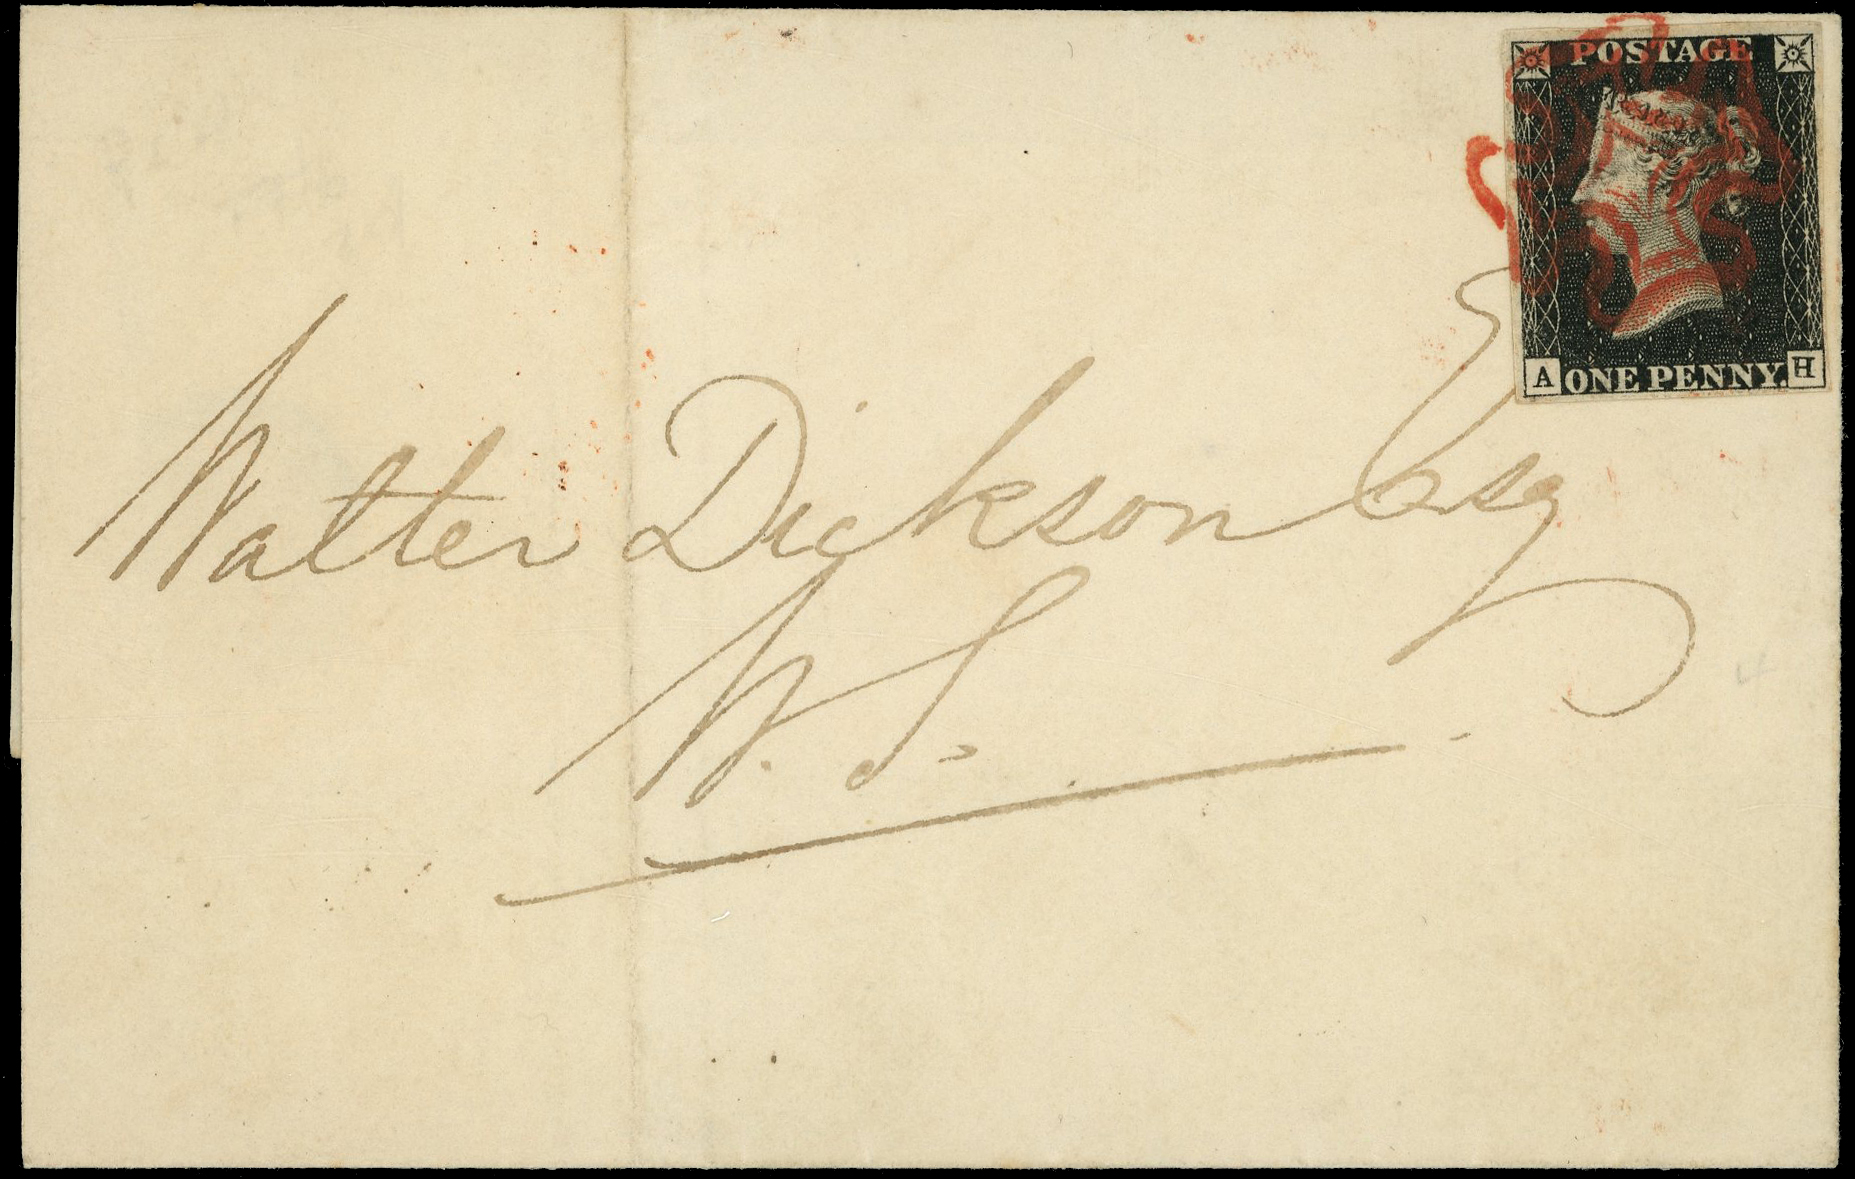 POSTAGE
A ONE PENNY. H
Walter Dickson Esq
W. S.